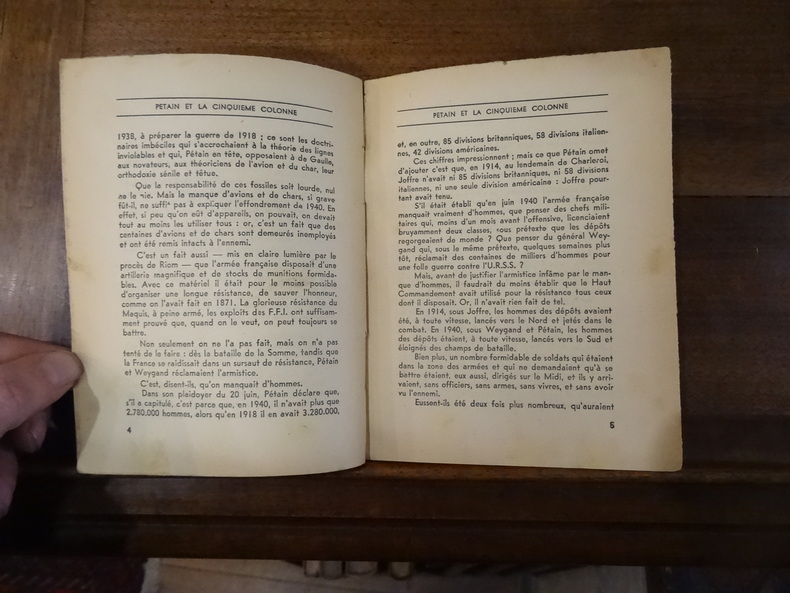 PETAIN ET LA CINQUIEME COLONNE
1938, à préparer la guerre de 1918 ; ce sont les doctri-
naires imbéciles qui s'accrochaient à la théorie des lignes
inviolables et qui, Pétain en tête, opposaient à de Gaulle,
aux novateurs, aux théoriciens de l'avion et du char, leur
orthodoxie sénile et têtue.
Que la responsabilité de ces fossiles soit lourde, nul
ne le nie. Mais le manque d'avions et de chars, si grave
fût-il, ne suffit pas à expliquer l'effondrement de 1940. En
effet, si peu qu'on eût d'appareils, on pouvait, on devait
tout au moins les utiliser tous : or, c'est un fait que des
centaines d'avions et de chars sont demeurés inemployés
et ont été remis intacts à l'ennemi.
C'est un fait aussi — mis en claire lumière par le
procès de Riom — que l'armée française disposait d'une
artillerie magnifique et de stocks de munitions formida-
bles. Avec ce matériel il était pour le moins possible
d'organiser une longue résistance, de sauver l'honneur,
comme on l'avait fait en 1871. La glorieuse résistance du
Maquis, à peine armé, les exploits des F.F.I. ont suffisam-
ment prouvé que, quand on le veut, on peut toujours se
battre.
Non seulement on ne l'a pas fait, mais on n'a pas
tenté de le faire : dès la bataille de la Somme, tandis que
la France se raidissait dans un sursaut de résistance, Pétain
et Weygand réclamaient l'armistice.
C'est, disent-ils, qu'on manquait d'hommes.
Dans son plaidoyer du 20 juin, Pétain déclare que,
s'il a capitulé, c'est parce que, en 1940, il n'avait plus que
2.780.000 hommes, alors qu'en 1918 il en avait 3.280.000,
4
PETAIN ET LA CINQUIEME COLONNE
et, en outre, 85 divisions britanniques, 58 divisions italien-
nes, 42 divisions américaines.
Ces chiffres impressionnent ; mais ce que Pétain omet
d'ajouter c'est que, en 1914, au lendemain de Charleroi,
Joffre n'avait ni 85 divisions britanniques, ni 58 divisions
italiennes, ni une seule division américaine : Joffre pour-
tant avait tenu.
S'il était établi qu'en juin 1940 l'armée française
manquait vraiment d'hommes, que penser des chefs mili-
taires qui, moins d'un mois avant l'offensive, licenciaient
bruyamment deux classes, sous prétexte que les dépôts
regorgeaient de monde ? Que penser du général Wey-
gand qui, sous le même prétexte, quelques semaines plus
tôt, réclamait des centaines de milliers d'hommes pour
une folle guerre contre l'U.R.S.S. ?
Mais, avant de justifier l'armistice infâme par le man-
que d'hommes, il faudrait du moins établir que le Haut
Commandement avait utilisé pour la résistance tous ceux
dont il disposait. Or, il n'avait rien fait de tel.
En 1914, sous Joffre, les hommes des dépôts avaient
été, à toute vitesse, lancés vers le Nord et jetés dans le
combat. En 1940, sous Weygand et Pétain, les hommes
des dépôts étaient, à toute vitesse, lancés vers le Sud et
éloignés des champs de bataille.
Bien plus, un nombre formidable de soldats qui étaient
dans la zone des armées et qui ne demandaient qu'à se
battre étaient, eux aussi, dirigés sur le Midi, et ils y arri-
vaient, sans officiers, sans armes, sans vivres, et sans avoir
vu l'ennemi.
Eussent-ils été deux fois plus nombreux, qu'auraient
5